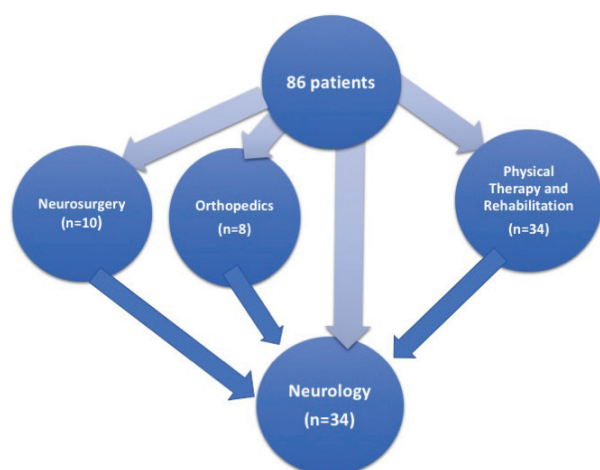 86 patients
Neurosurgery
(n=10)
Orthopedics
(n=8)
Physical
Therapy and
Rehabilitation
(n=34)
Neurology
(n=34)